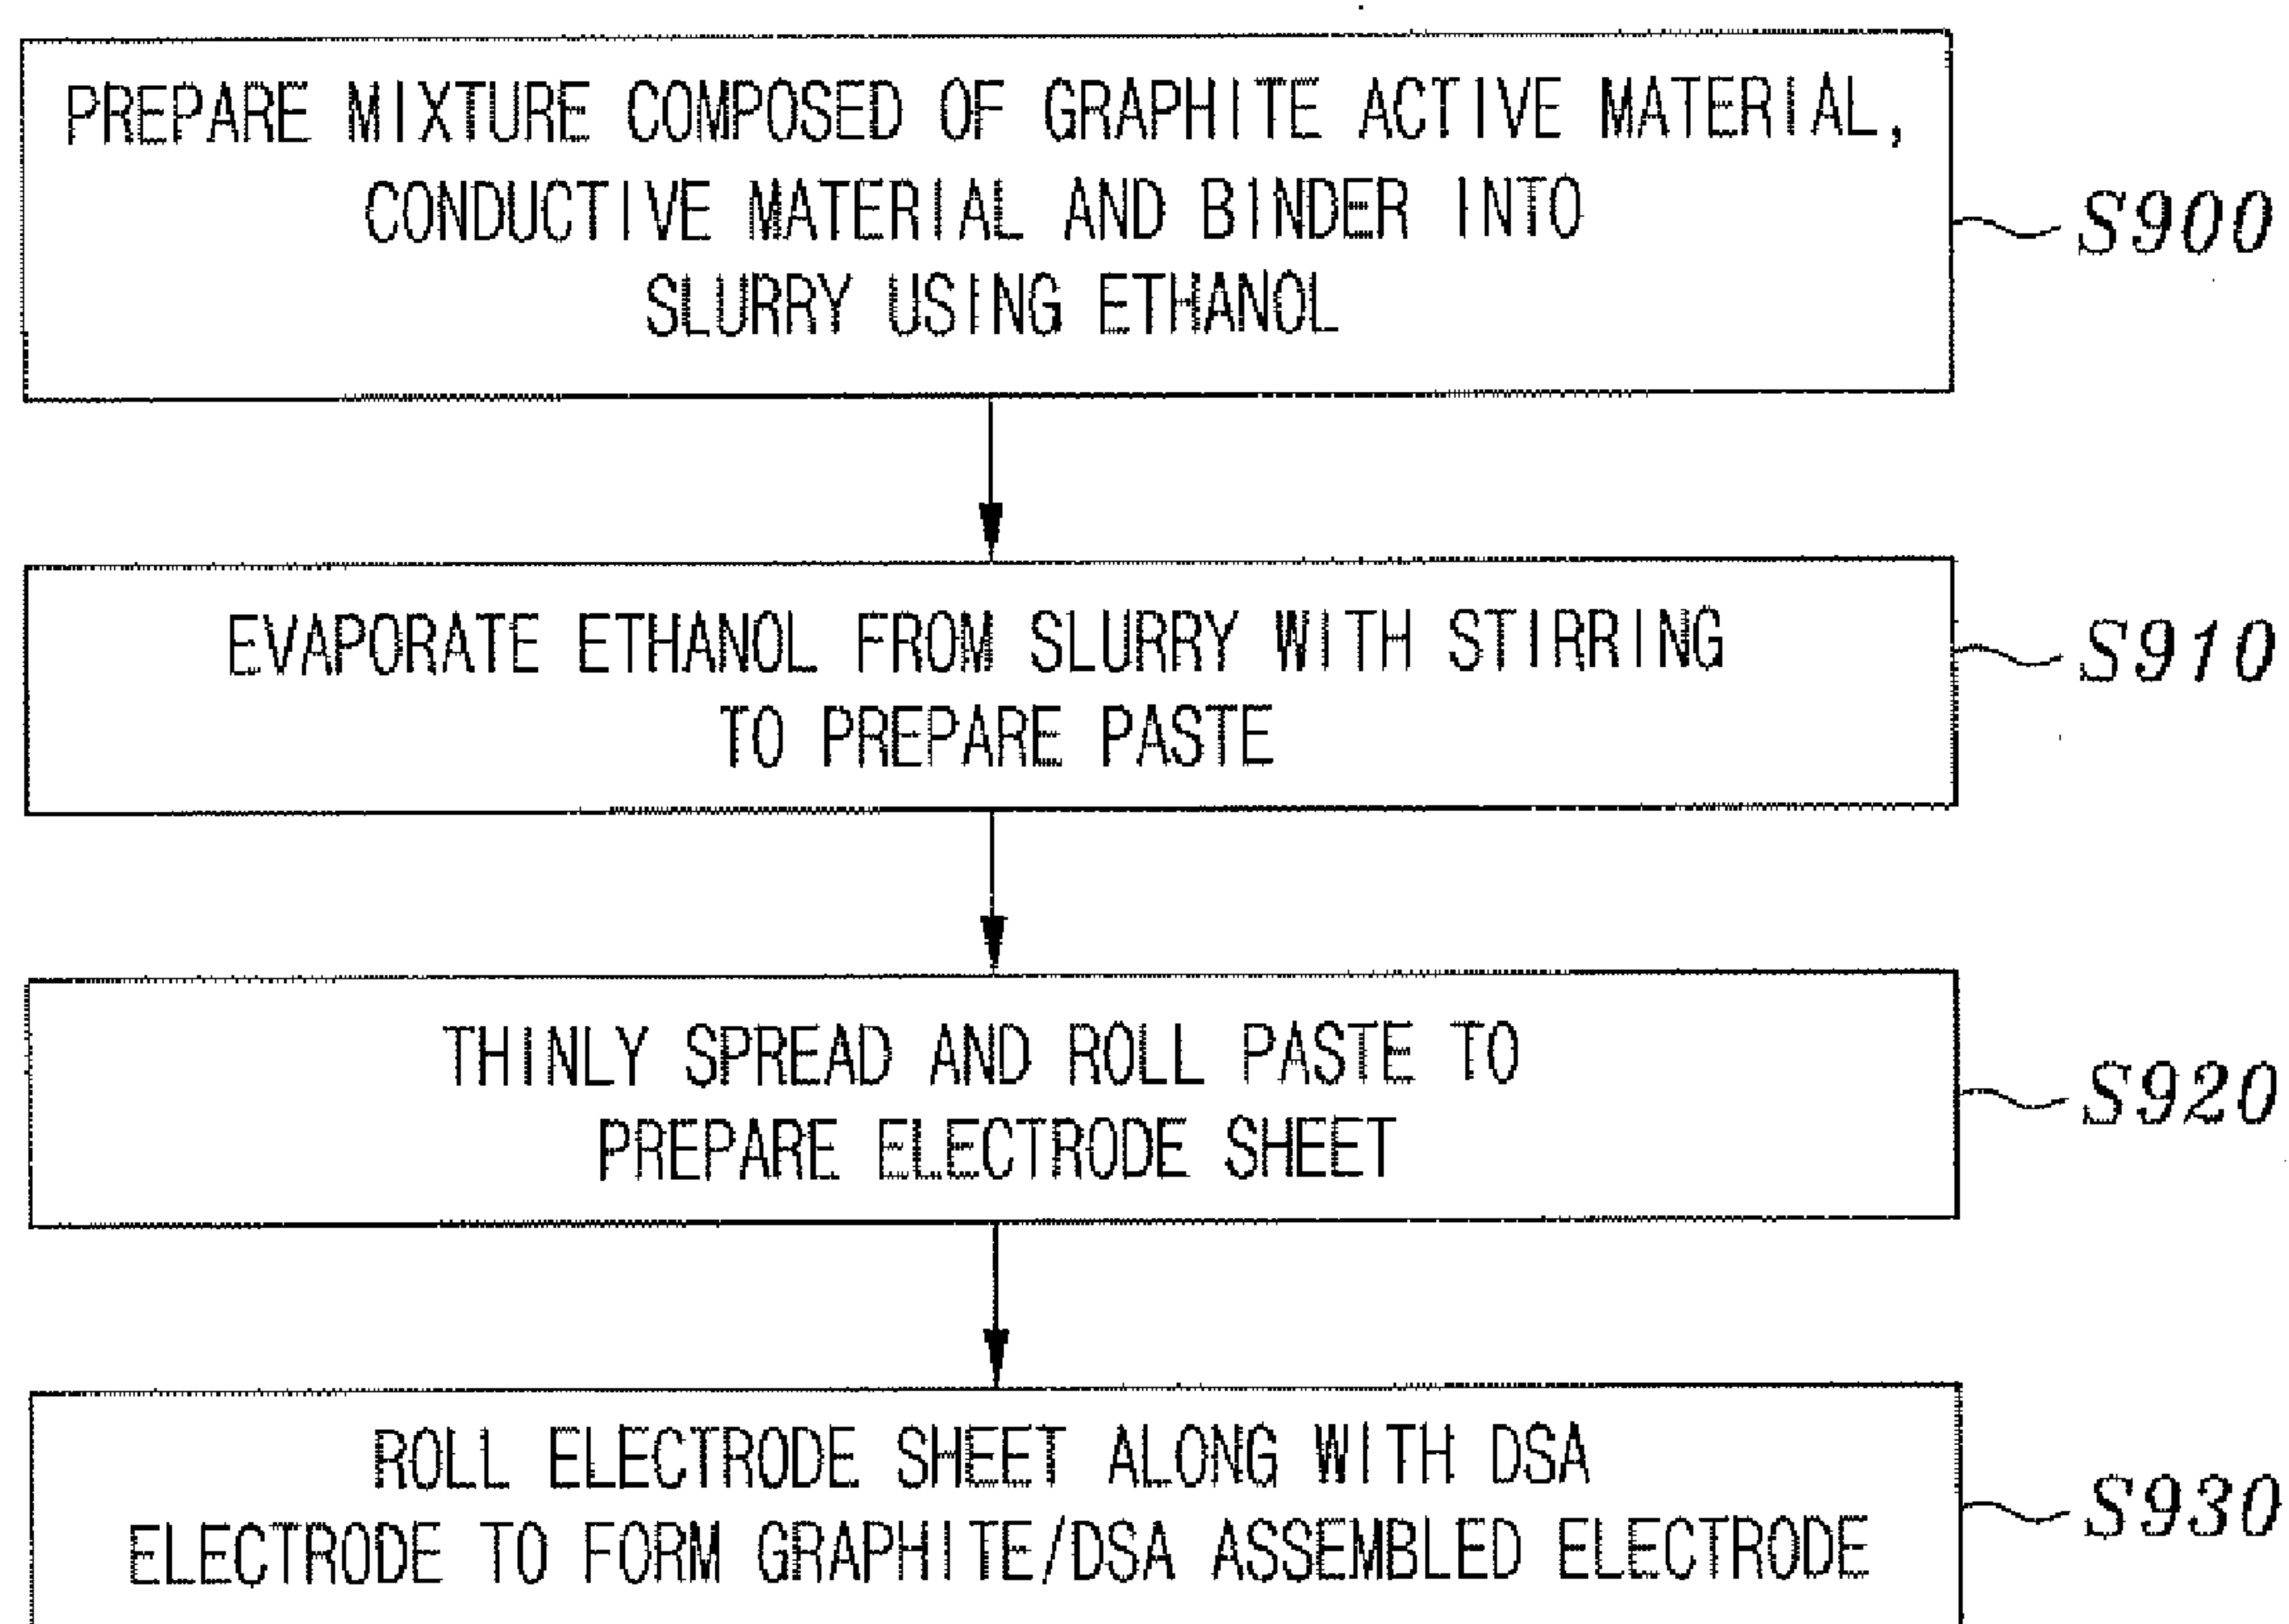 PREPARE MIXTURE COMPOSED OF GRAPHITE ACTIVE MATERIAL,
CONDUCTIVE MATERIAL AND BINDER INTO
SLURRY USING ETHANOL
S900
EVAPORATE ETHANOL FROM SLURRY WITH STIRRING
TO PREPARE PASTE
S910
THINLY SPREAD AND ROLL PASTE TO
PREPARE ELECTRODE SHEET
S920
ROLL ELECTRODE SHEET ALONG WITH DSA
ELECTRODE TO FORM GRAPHITE/DSA ASSEMBLED ELECTRODE
S930